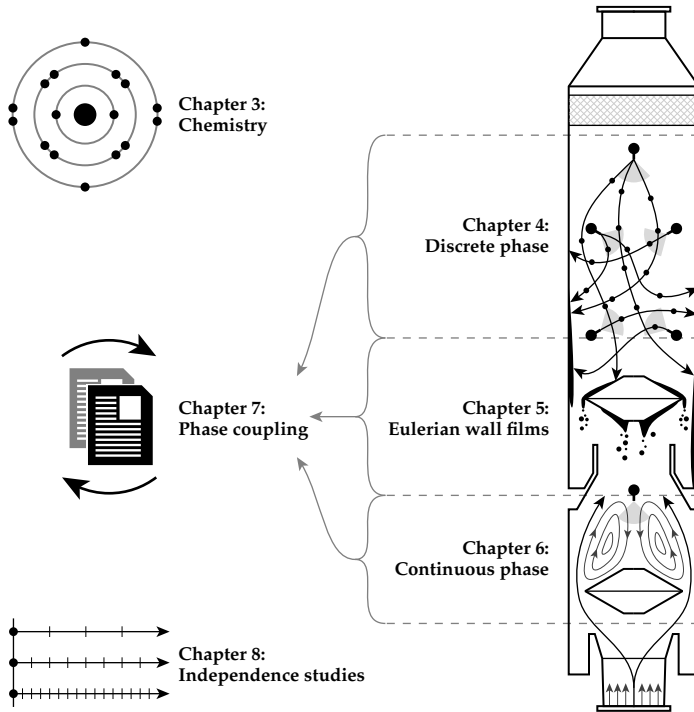 Chapter 3:
Chemistry
Chapter 4:
Discrete phase
Chapter 7:
Phase coupling
Chapter 5:
Eulerian wall films
Chapter 6:
Continuous phase
Chapter 8:
Independence studies